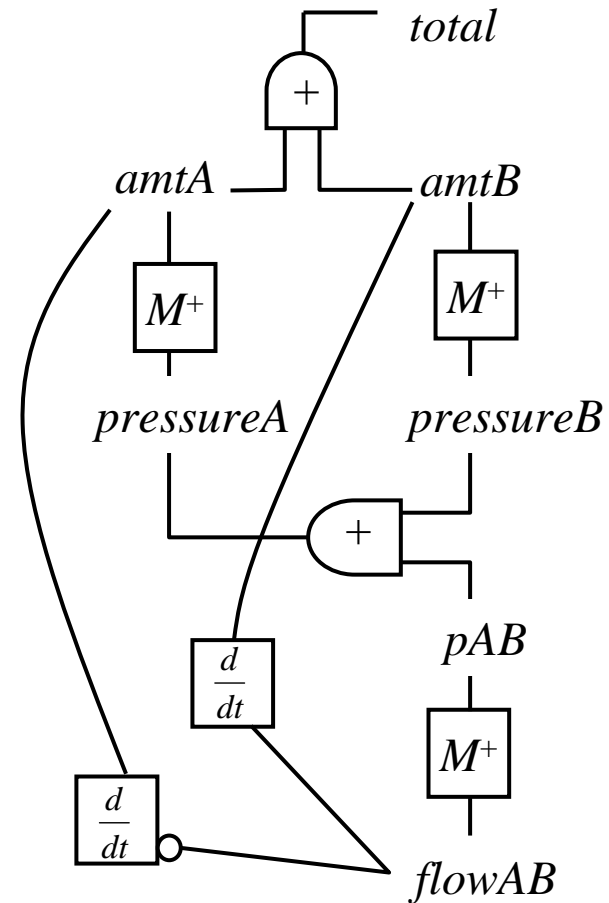 total
+
amtA amtB
M+ M+
pressureA pressureB
+
pAB
d
dt
M+
d
dt
flowAB